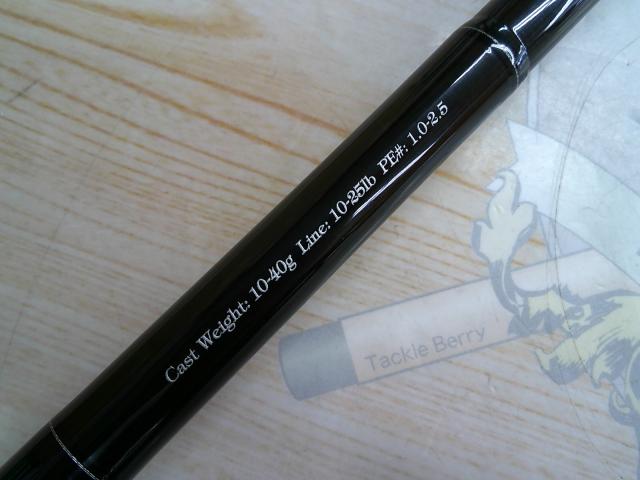 Cast Weight: 10-40g Line: 10-25lb PE#: 1.0-2.5
Tackle Berry